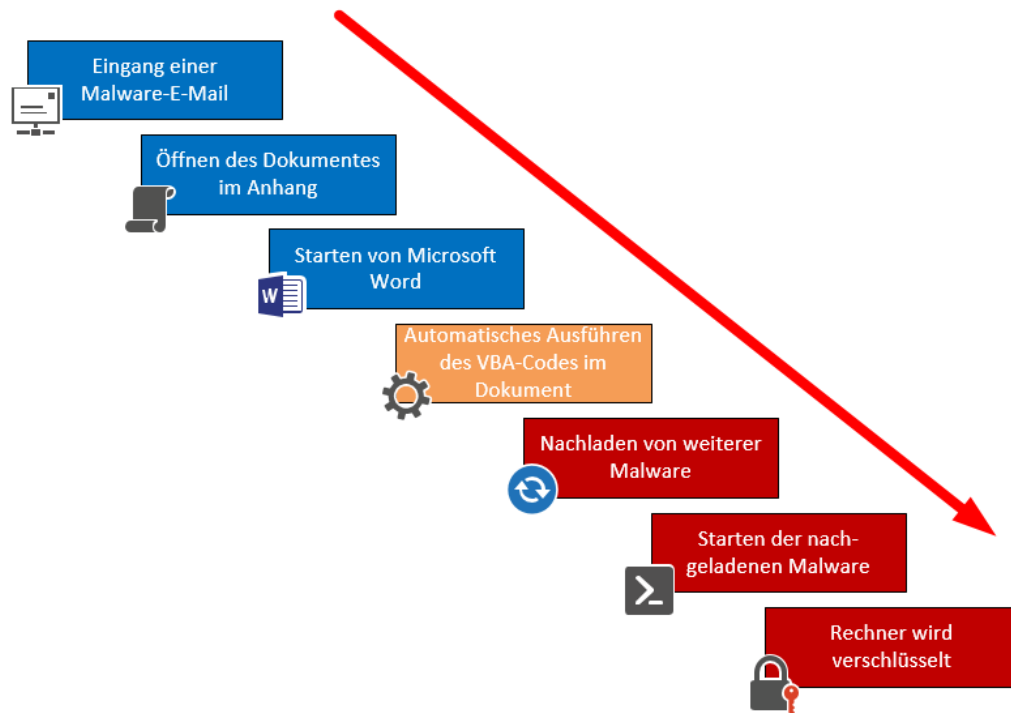 Eingang einer
Malware-E-Mail
Öffnen des Dokumentes
im Anhang
Starten von Microsoft
Word
W
Automatisches Ausführen
des VBA-Codes im
Dokument
Nachladen von weiterer
Malware
Starten der nach-
geladenen Malware
Rechner wird
verschlüsselt